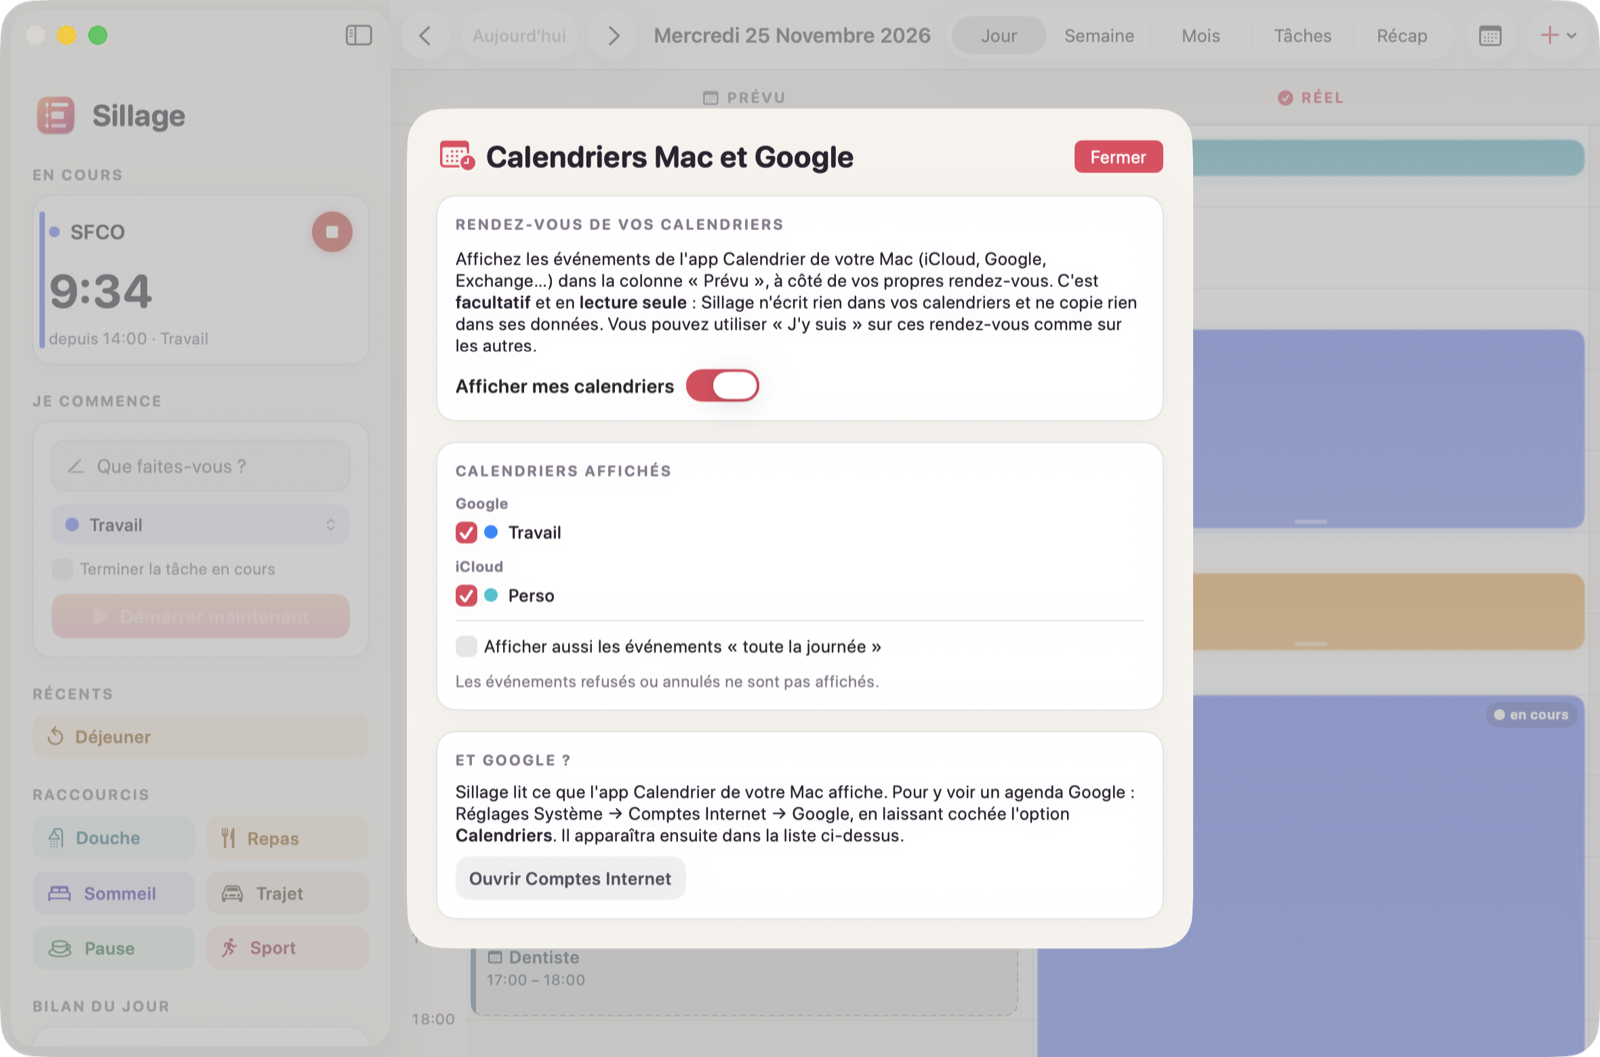 Aujourd'hui
Mercredi 25 Novembre 2026
Jour
Semaine
Mois
Tâches
Récap
Sillage
EN COURS
SFCO
9:34
depuis 14:00 · Travail
JE COMMENCE
Que faites-vous ?
Travail
Terminer la tâche en cours
Démarrer maintenant
RÉCENTS
Déjeuner
RACCOURCIS
Douche
Repas
Sommeil
Trajet
Pause
Sport
BILAN DU JOUR
PRÉVU
RÉEL
Calendriers Mac et Google
Fermer
RENDEZ-VOUS DE VOS CALENDRIERS
Affichez les événements de l'app Calendrier de votre Mac (iCloud, Google,
Exchange...) dans la colonne « Prévu », à côté de vos propres rendez-vous. C'est
facultatif et en lecture seule : Sillage n'écrit rien dans vos calendriers et ne copie rien
dans ses données. Vous pouvez utiliser « J'y suis » sur ces rendez-vous comme sur
les autres.
Afficher mes calendriers
CALENDRIERS AFFICHÉS
Google
Travail
iCloud
Perso
Afficher aussi les événements « toute la journée »
Les événements refusés ou annulés ne sont pas affichés.
ET GOOGLE ?
Sillage lit ce que l'app Calendrier de votre Mac affiche. Pour y voir un agenda Google :
Réglages Système → Comptes Internet → Google, en laissant cochée l'option
Calendriers. Il apparaîtra ensuite dans la liste ci-dessus.
Ouvrir Comptes Internet
en cours
Dentiste
17:00 – 18:00
18:00